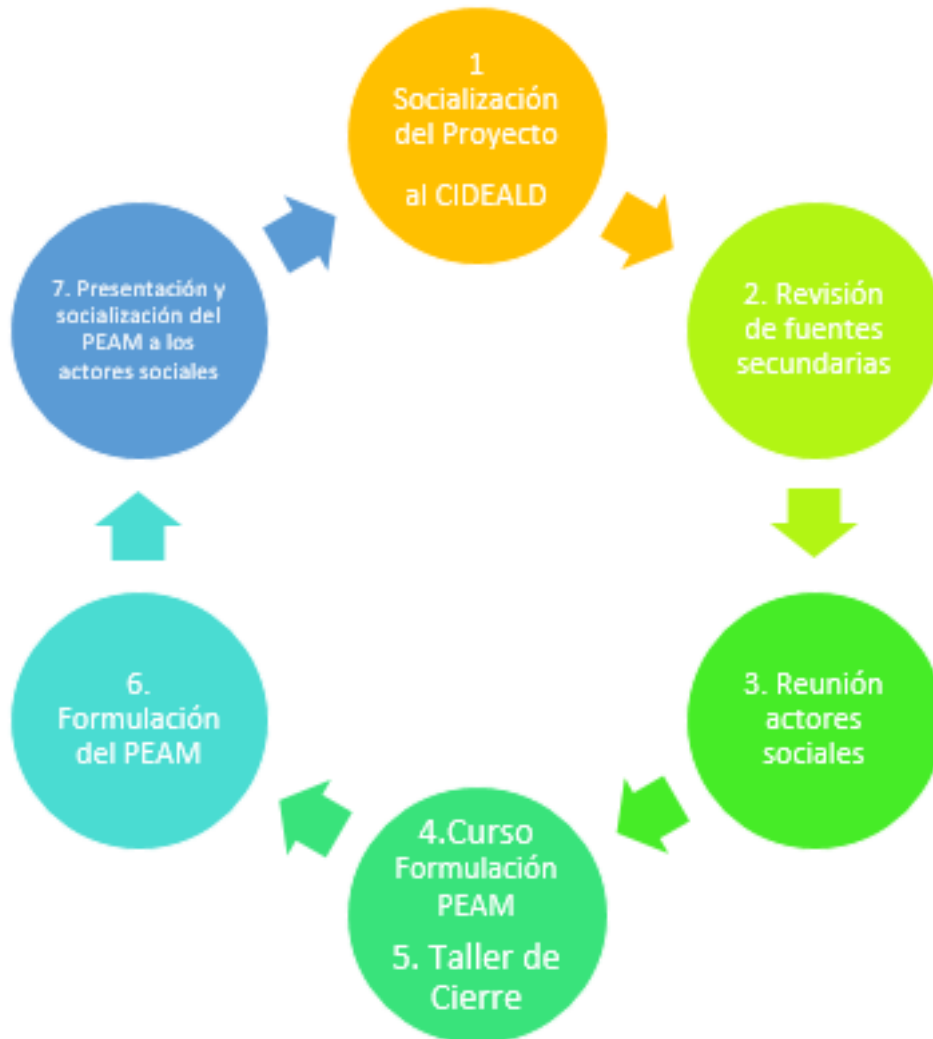 1
Socialización
del Proyecto
al CIDEALD
2. Revisión
de fuentes
secundarias
3. Reunión
actores
sociales
4.Curso
Formulación
PEAM
5. Taller de
Cierre
6.
Formulación
del PEAM
7. Presentación y
socialización del
PEAM a los
actores sociales